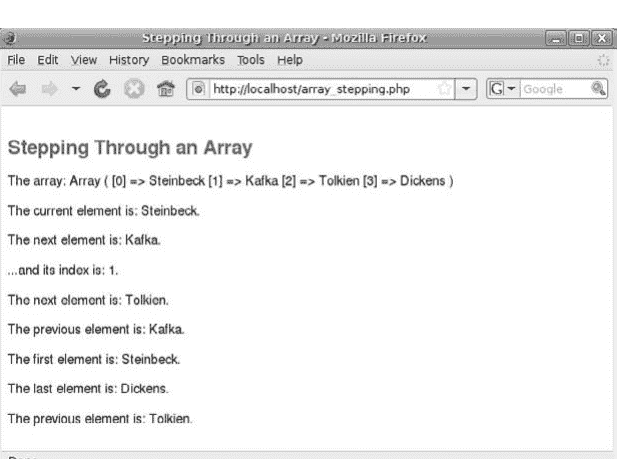 Stepping Through an Array - Mozilla Firefox
File Edit View History Bookmarks Tools Help
http://localhost/array_stepping.php G Google
Stepping Through an Array
The array: Array ( [0] => Steinbeck [1] => Kafka [2] => Tolkien [3] => Dickens )
The current element is: Steinbeck.
The next element is: Kafka.
...and its index is: 1.
The next element is: Tolkien.
The previous element is: Kafka.
The first element is: Steinbeck.
The last element is: Dickens.
The previous element is: Tolkien.